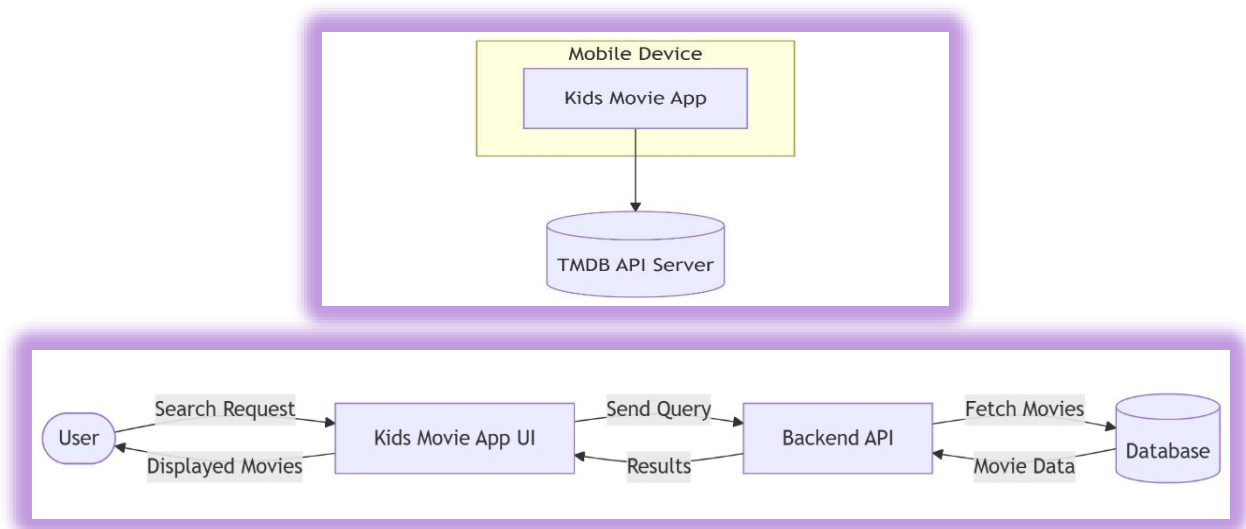 Mobile Device
Kids Movie App
TMDB API Server
Search Request
Send Query
Fetch Movies
User
Kids Movie App UI
Backend API
Database
Displayed Movies
Results
Movie Data